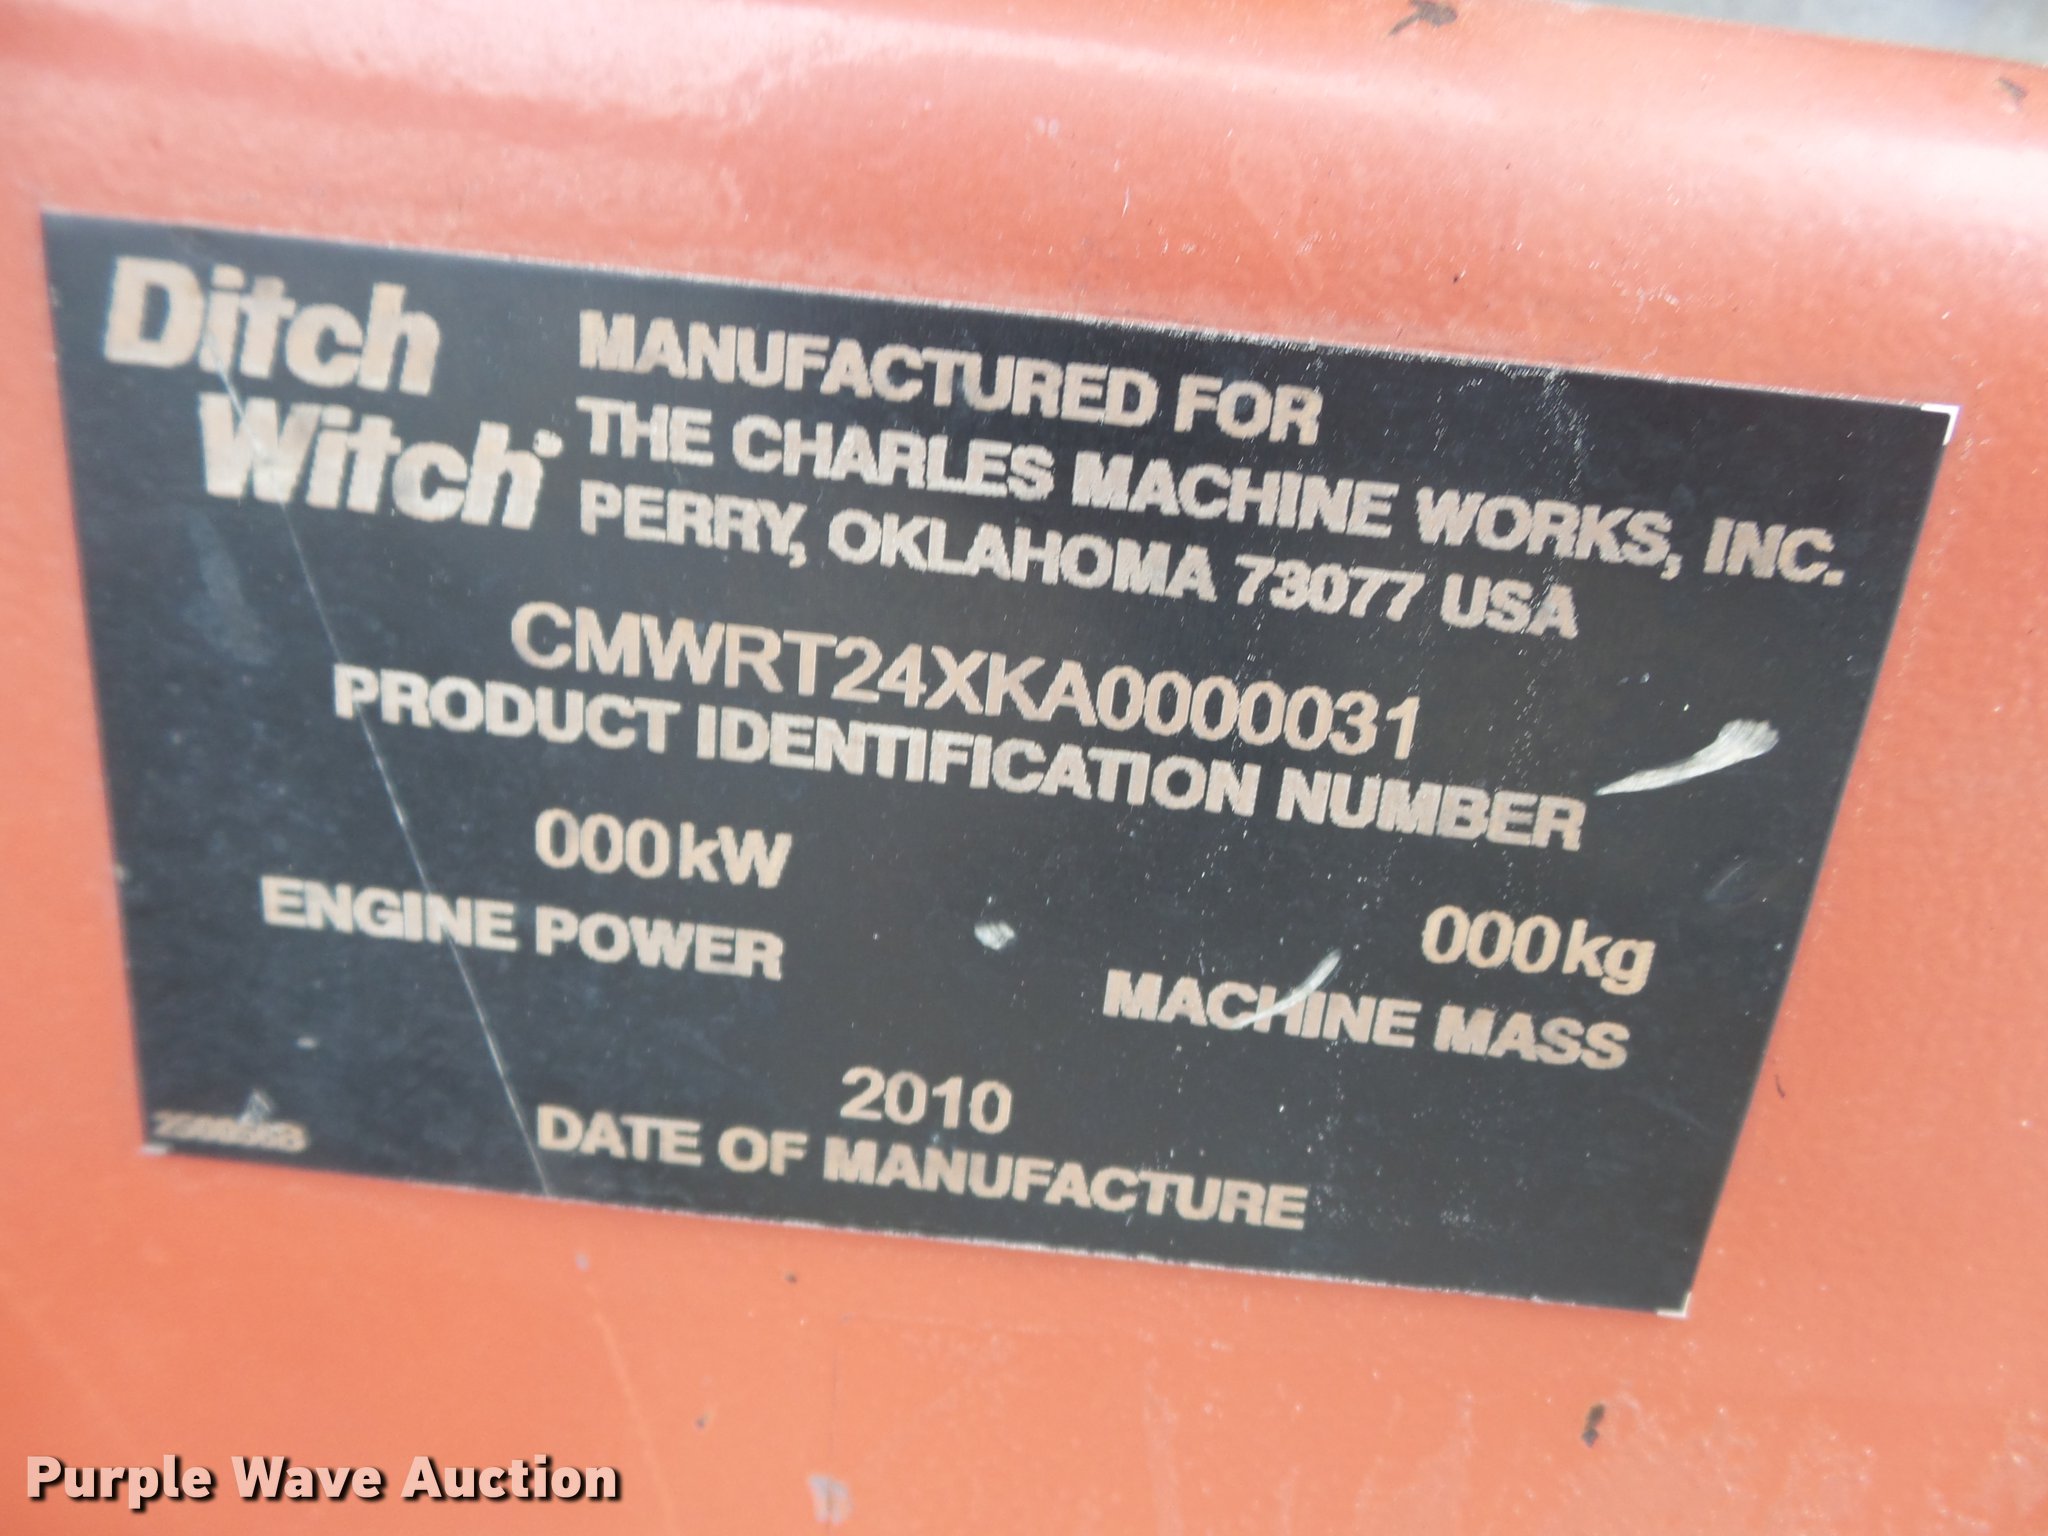 Ditch
Witch®
MANUFACTURED FOR
THE CHARLES MACHINE WORKS, INC.
PERRY, OKLAHOMA 73077 USA
CMWRT24XKA0000031
PRODUCT IDENTIFICATION NUMBER
000kW
ENGINE POWER
000kg
MACHINE MASS
2010
DATE OF MANUFACTURE
Purple Wave Auction